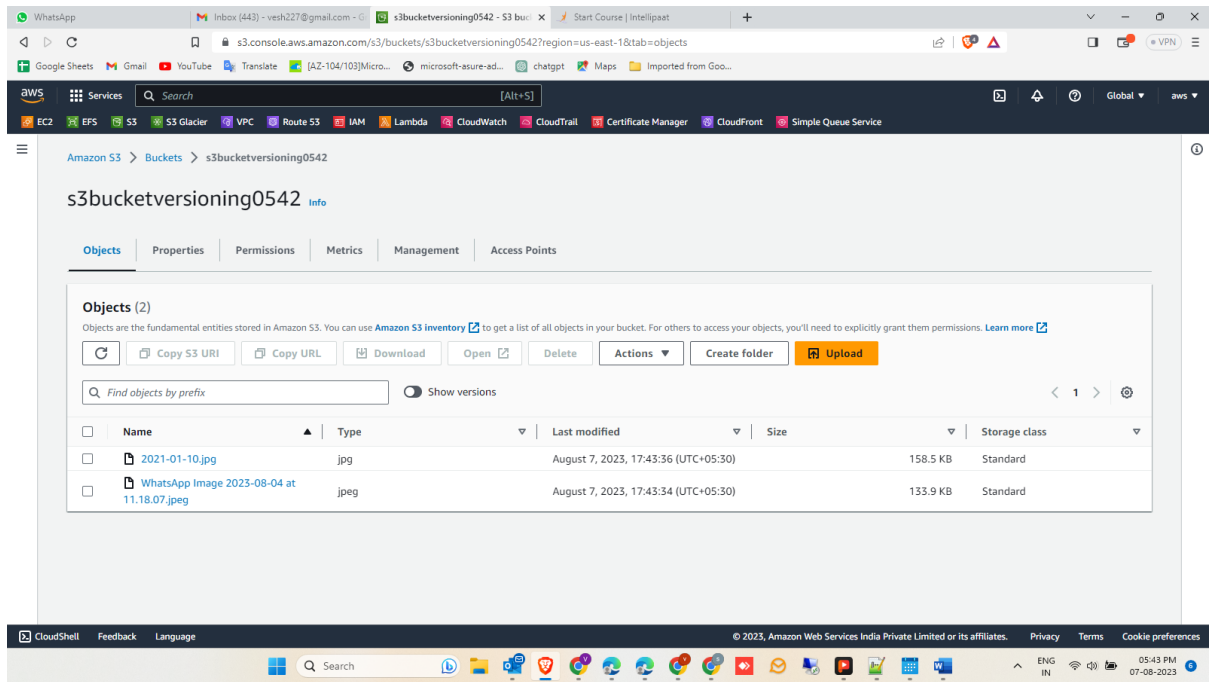 WhatsApp
Inbox (443) - vesh227@gmail.com - G
s3bucketversioning0542 - S3 buc
Start Course | Intellipaat
s3.console.aws.amazon.com/s3/buckets/s3bucketversioning0542?region=us-east-1&tab=objects
VPN
Google Sheets Gmail YouTube Translate [AZ-104/103]Micro... microsoft-asure-ad... chatgpt Maps Imported from Goo...
aws Services Search [Alt+S] Global aws
EC2 EFS S3 S3 Glacier VPC Route 53 IAM Lambda CloudWatch CloudTrail Certificate Manager CloudFront Simple Queue Service
Amazon S3 > Buckets > s3bucketversioning0542
s3bucketversioning0542 Info
Objects Properties Permissions Metrics Management Access Points
Objects (2)
Objects are the fundamental entities stored in Amazon S3. You can use Amazon S3 inventory to get a list of all objects in your bucket. For others to access your objects, you'll need to explicitly grant them permissions. Learn more
Copy S3 URI Copy URL Download Open Delete Actions Create folder Upload
Find objects by prefix Show versions 1
Name Type Last modified Size Storage class
2021-01-10.jpg jpg August 7, 2023, 17:43:36 (UTC+05:30) 158.5 KB Standard
WhatsApp Image 2023-08-04 at
11.18.07.jpeg jpeg August 7, 2023, 17:43:34 (UTC+05:30) 133.9 KB Standard
CloudShell Feedback Language © 2023, Amazon Web Services India Private Limited or its affiliates. Privacy Terms Cookie preferences
Search
ENG
IN
05:43 PM
07-08-2023
6